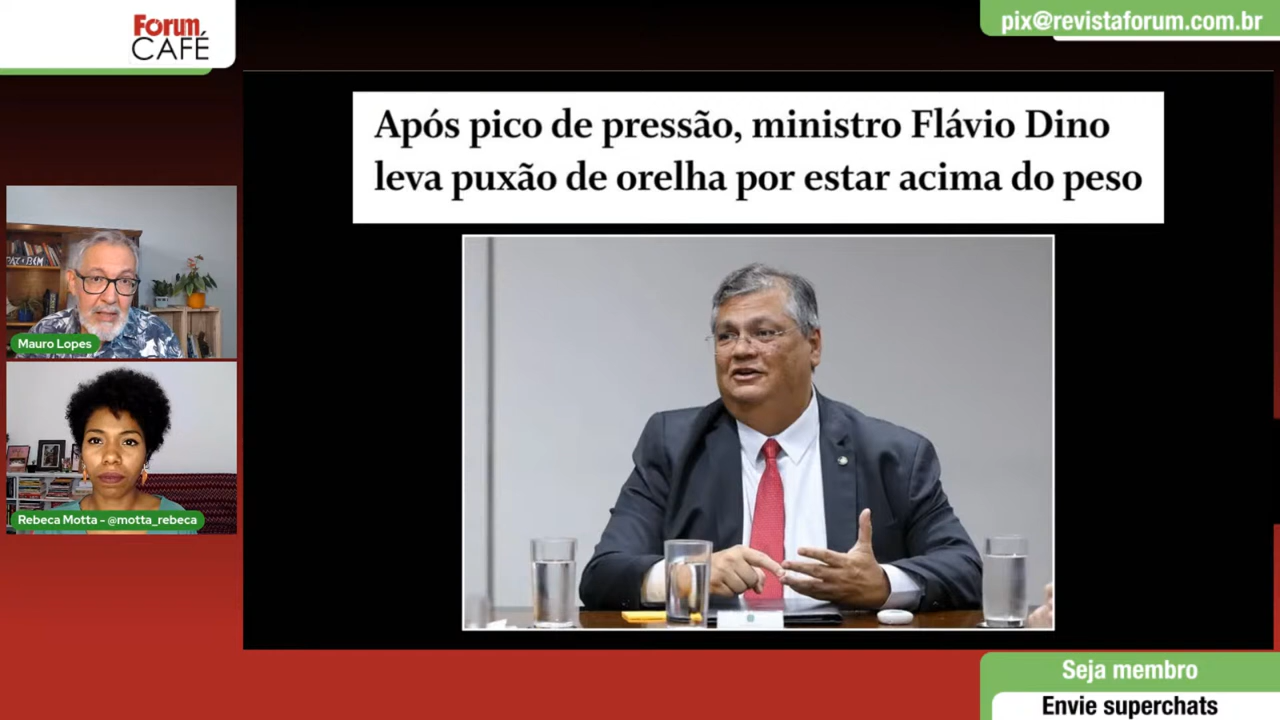 Forum
CAFÉ
pix@revistaforum.com.br
Após pico de pressão, ministro Flávio Dino
leva puxão de orelha por estar acima do peso
Mauro Lopes
Rebeca Motta - @motta_rebeca
Seja membro
Envie superchats